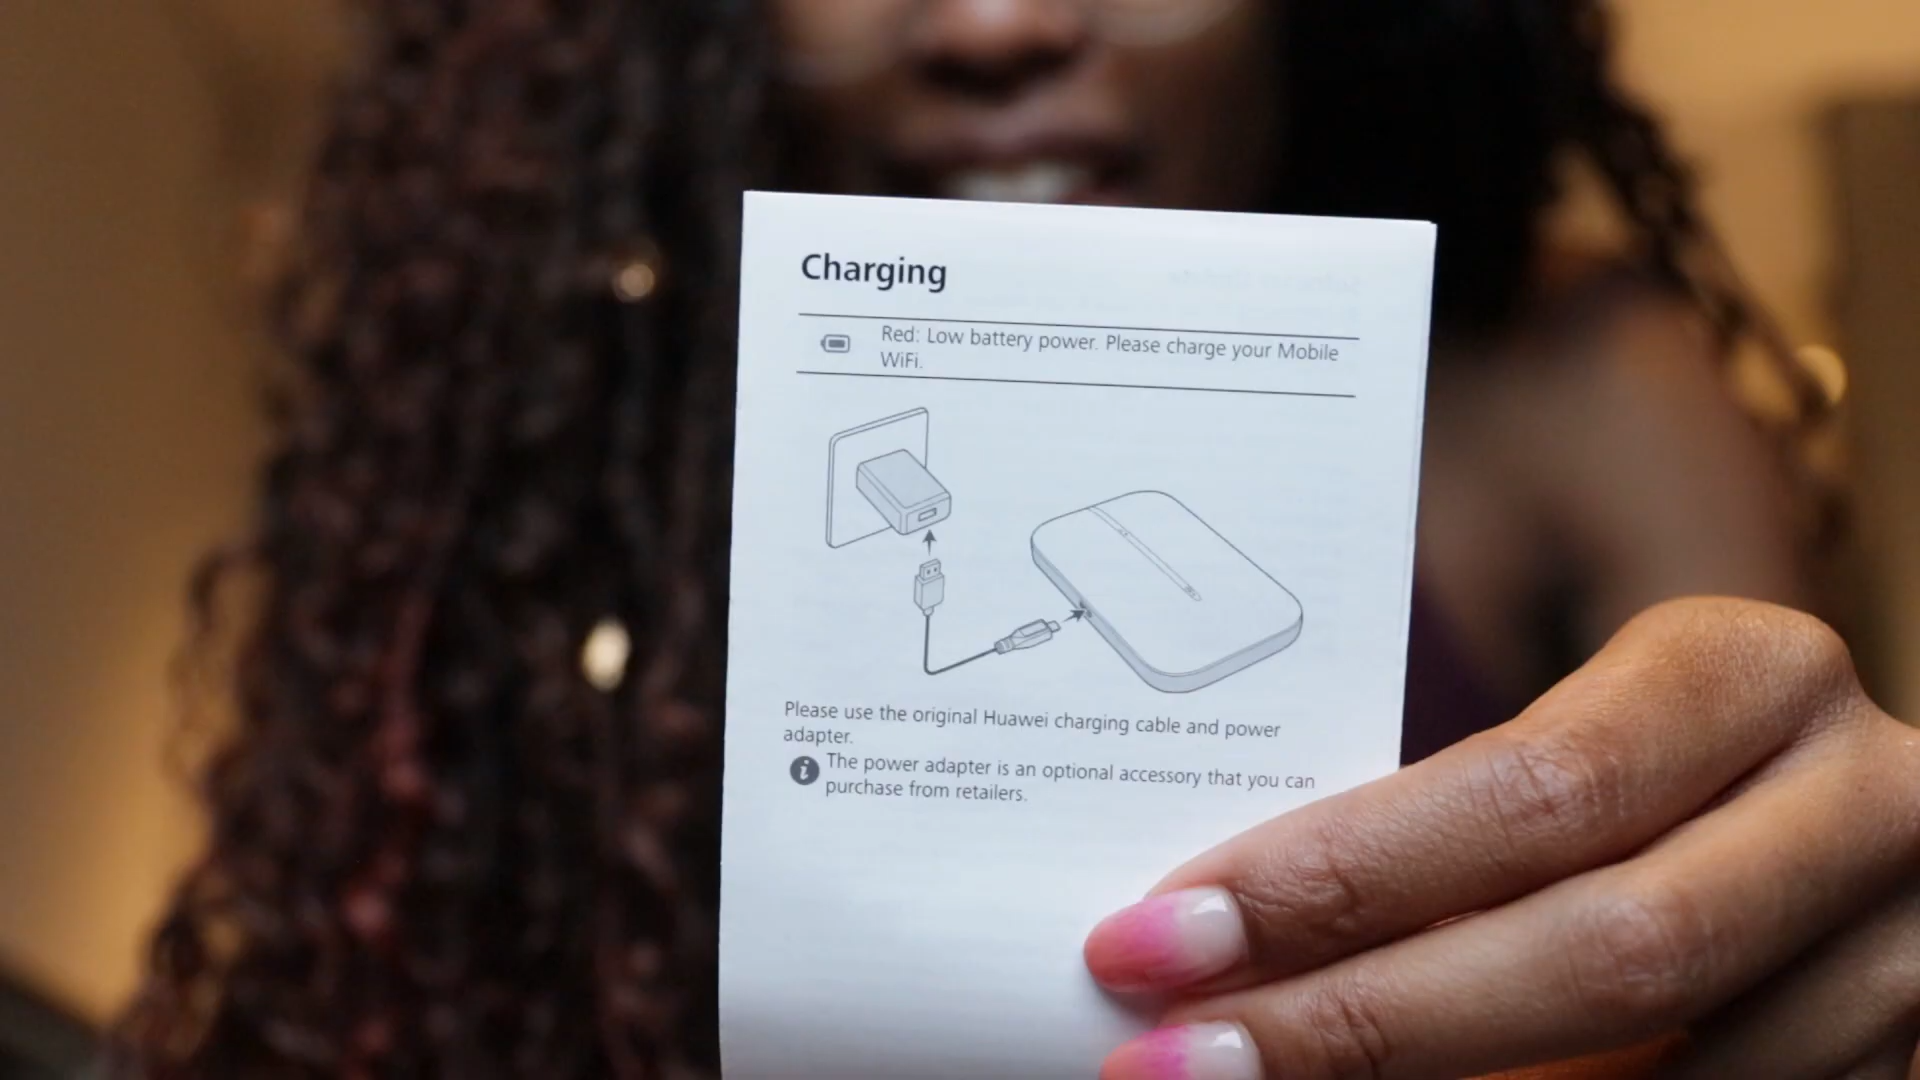 Charging
Red: Low battery power. Please charge your Mobile
WiFi.
Please use the original Huawei charging cable and power
adapter.
The power adapter is an optional accessory that you can
purchase from retailers.